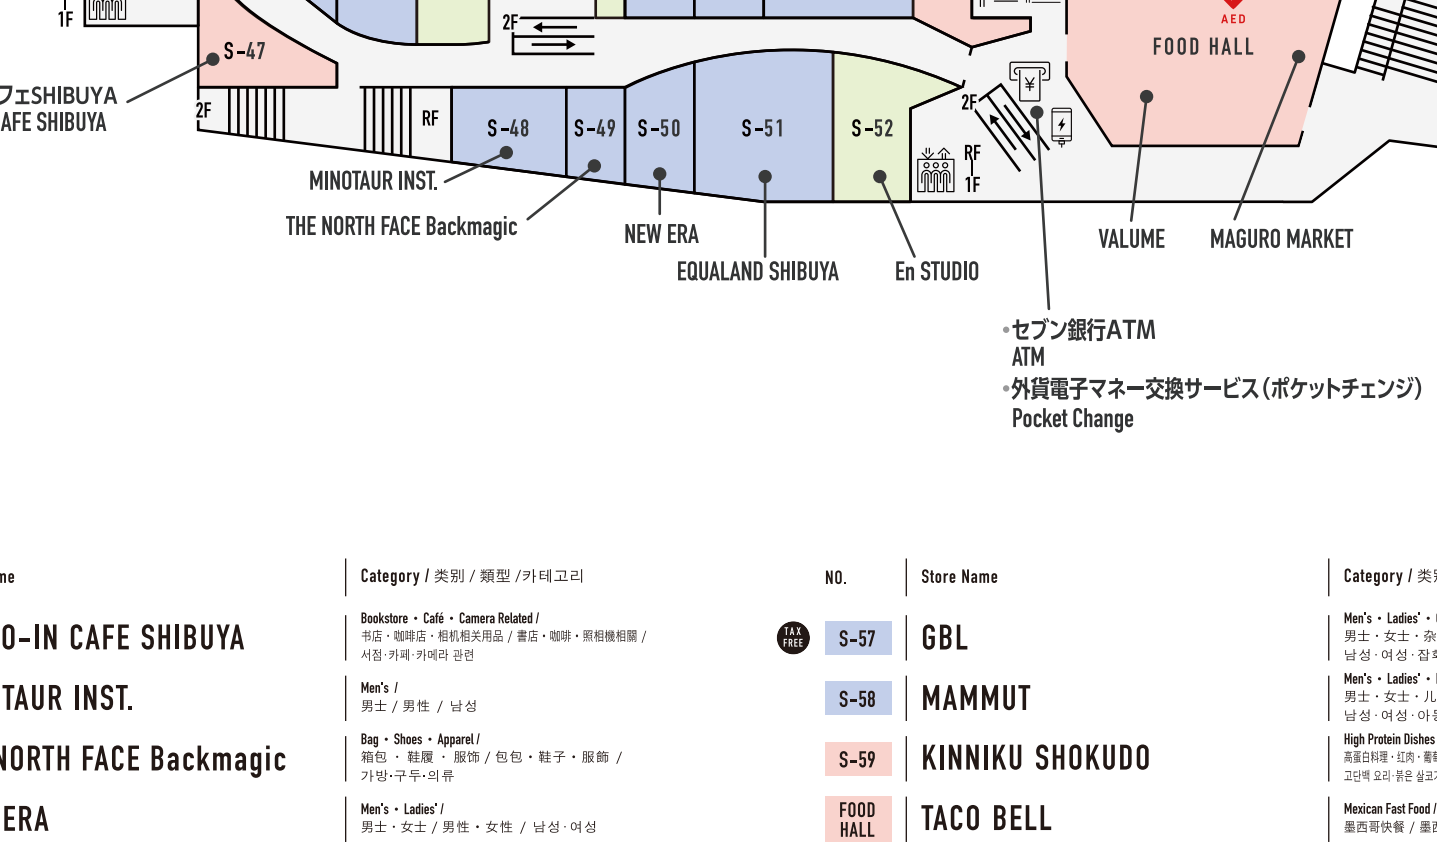 1F
2F
AED
FOOD HALL
S-47
フェSHIBUYA
AFE SHIBUYA
2F
RF
S-48
S-49
S-50
S-51
S-52
2F
RF
1F
MINOTAUR INST.
THE NORTH FACE Backmagic
NEW ERA
EQUALAND SHIBUYA
En STUDIO
VALUME
MAGURO MARKET
•セブン銀行ATM
ATM
•外貨電子マネー交換サービス(ポケットチェンジ)
Pocket Change
me
Category / 类别 / 類型 /카테고리
O-IN CAFE SHIBUYA
Bookstore • Café • Camera Related /
书店・咖啡店・相机相关用品 / 書店・咖啡・照相機相關 /
서점·카페·카메라 관련
TAUR INST.
Men's /
男士 / 男性 / 남성
NORTH FACE Backmagic
Bag • Shoes • Apparel /
箱包 ・ 鞋履 ・ 服饰 / 包包・鞋子・服飾 /
가방·구두·의류
ERA
Men's • Ladies' /
男士・女士 / 男性・女性 / 남성·여성
NO.
Store Name
Category / 类
TAX
FREE
S-57
GBL
Men's • Ladies' •
男士・女士・杂
남성·여성·잡
S-58
MAMMUT
Men's • Ladies' •
男士・女士・儿
남성·여성·아
S-59
KINNIKU SHOKUDO
High Protein Dishes
高蛋白料理・红肉・葡
고단백 요리·붉은 살코
FOOD
HALL
TACO BELL
Mexican Fast Food /
墨西哥快餐 / 墨